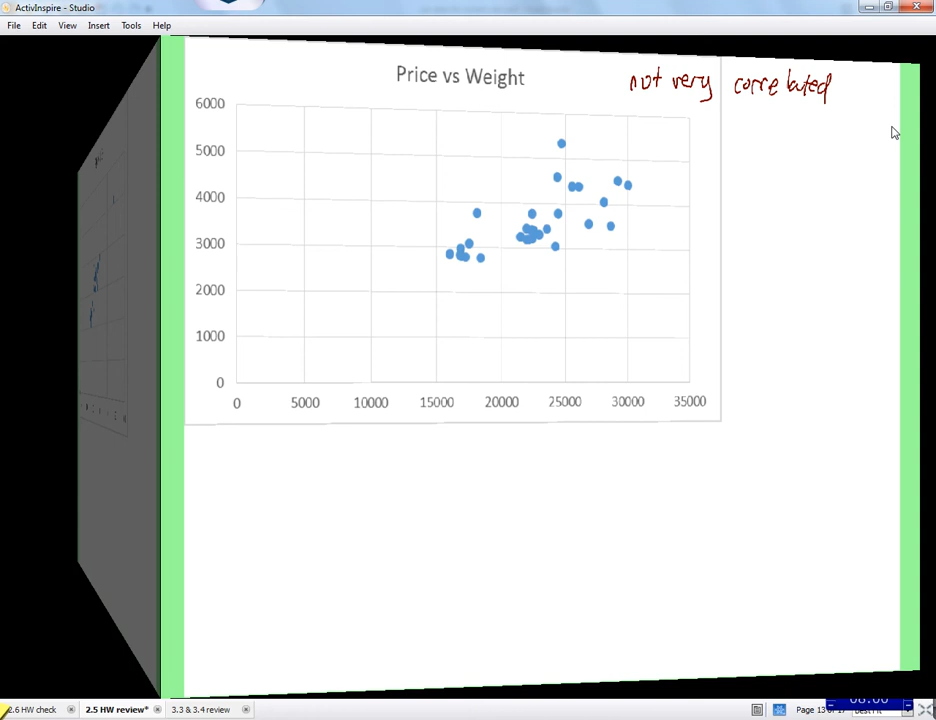 ActivInspire - Studio
File Edit View Insert Tools Help
Price vs Weight
not very correlated
6000
5000
4000
3000
2000
1000
0
0 5000 10000 15000 20000 25000 30000 35000
2.6 HW check 2.5 HW review* 3.3 & 3.4 review
Page 13 of 17 Best Fit